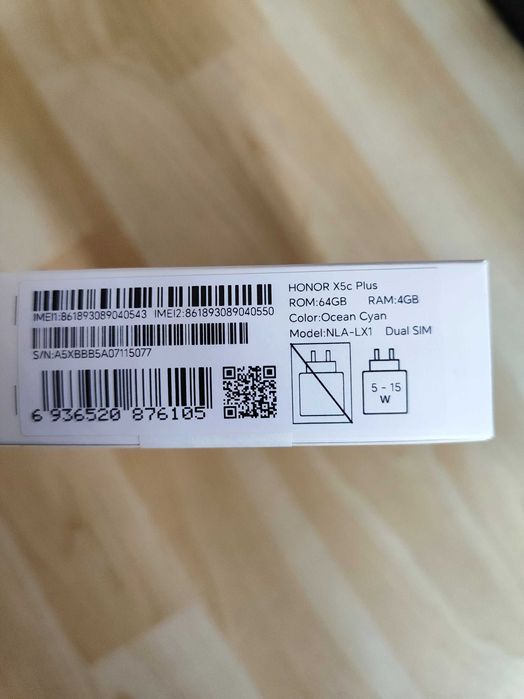 IMEI1:861893089040543 IMEI2:861893089040550
S/N:A5XBBB5A07115077
6 936520 876105
HONOR X5c Plus
ROM:64GB RAM:4GB
Color:Ocean Cyan
Model:NLA-LX1 Dual SIM
5 - 15
W